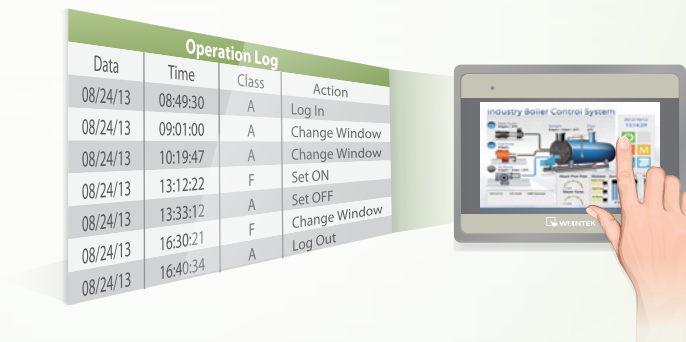 Operation Log
Data Time Class Action
08/24/13 08:49:30 A Log In
08/24/13 09:01:00 A Change Window
08/24/13 10:19:47 A Change Window
08/24/13 13:12:22 F Set ON
08/24/13 13:33:12 A Set OFF
08/24/13 16:30:21 F Change Window
08/24/13 16:40:34 A Log Out
Industry Boiler Control System